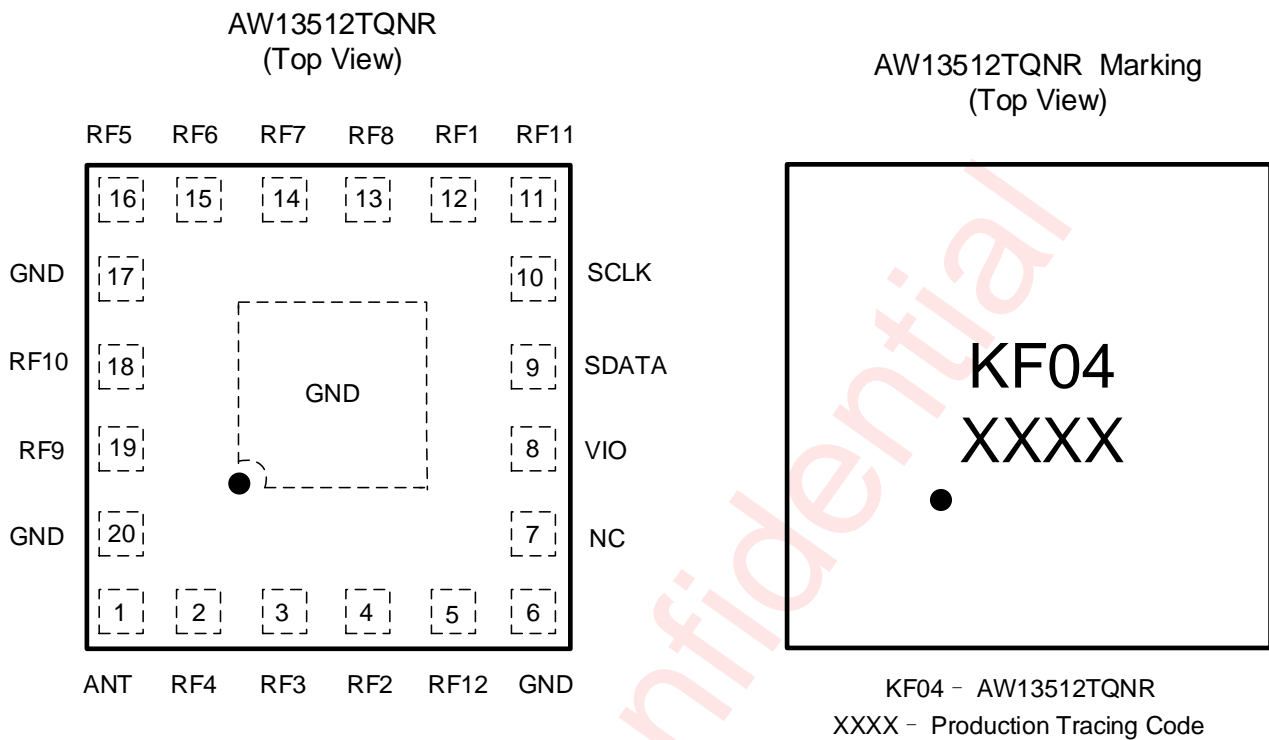 AW13512TQNR
(Top View)
RF5 RF6 RF7 RF8 RF1 RF11
16 15 14 13 12 11
GND 17 10 SCLK
RF10 18 GND 9 SDATA
RF9 19 8 VIO
GND 20 7 NC
1 2 3 4 5 6
ANT RF4 RF3 RF2 RF12 GND
AW13512TQNR Marking
(Top View)
KF04
XXXX
KF04 - AW13512TQNR
XXXX - Production Tracing Code
nfidential